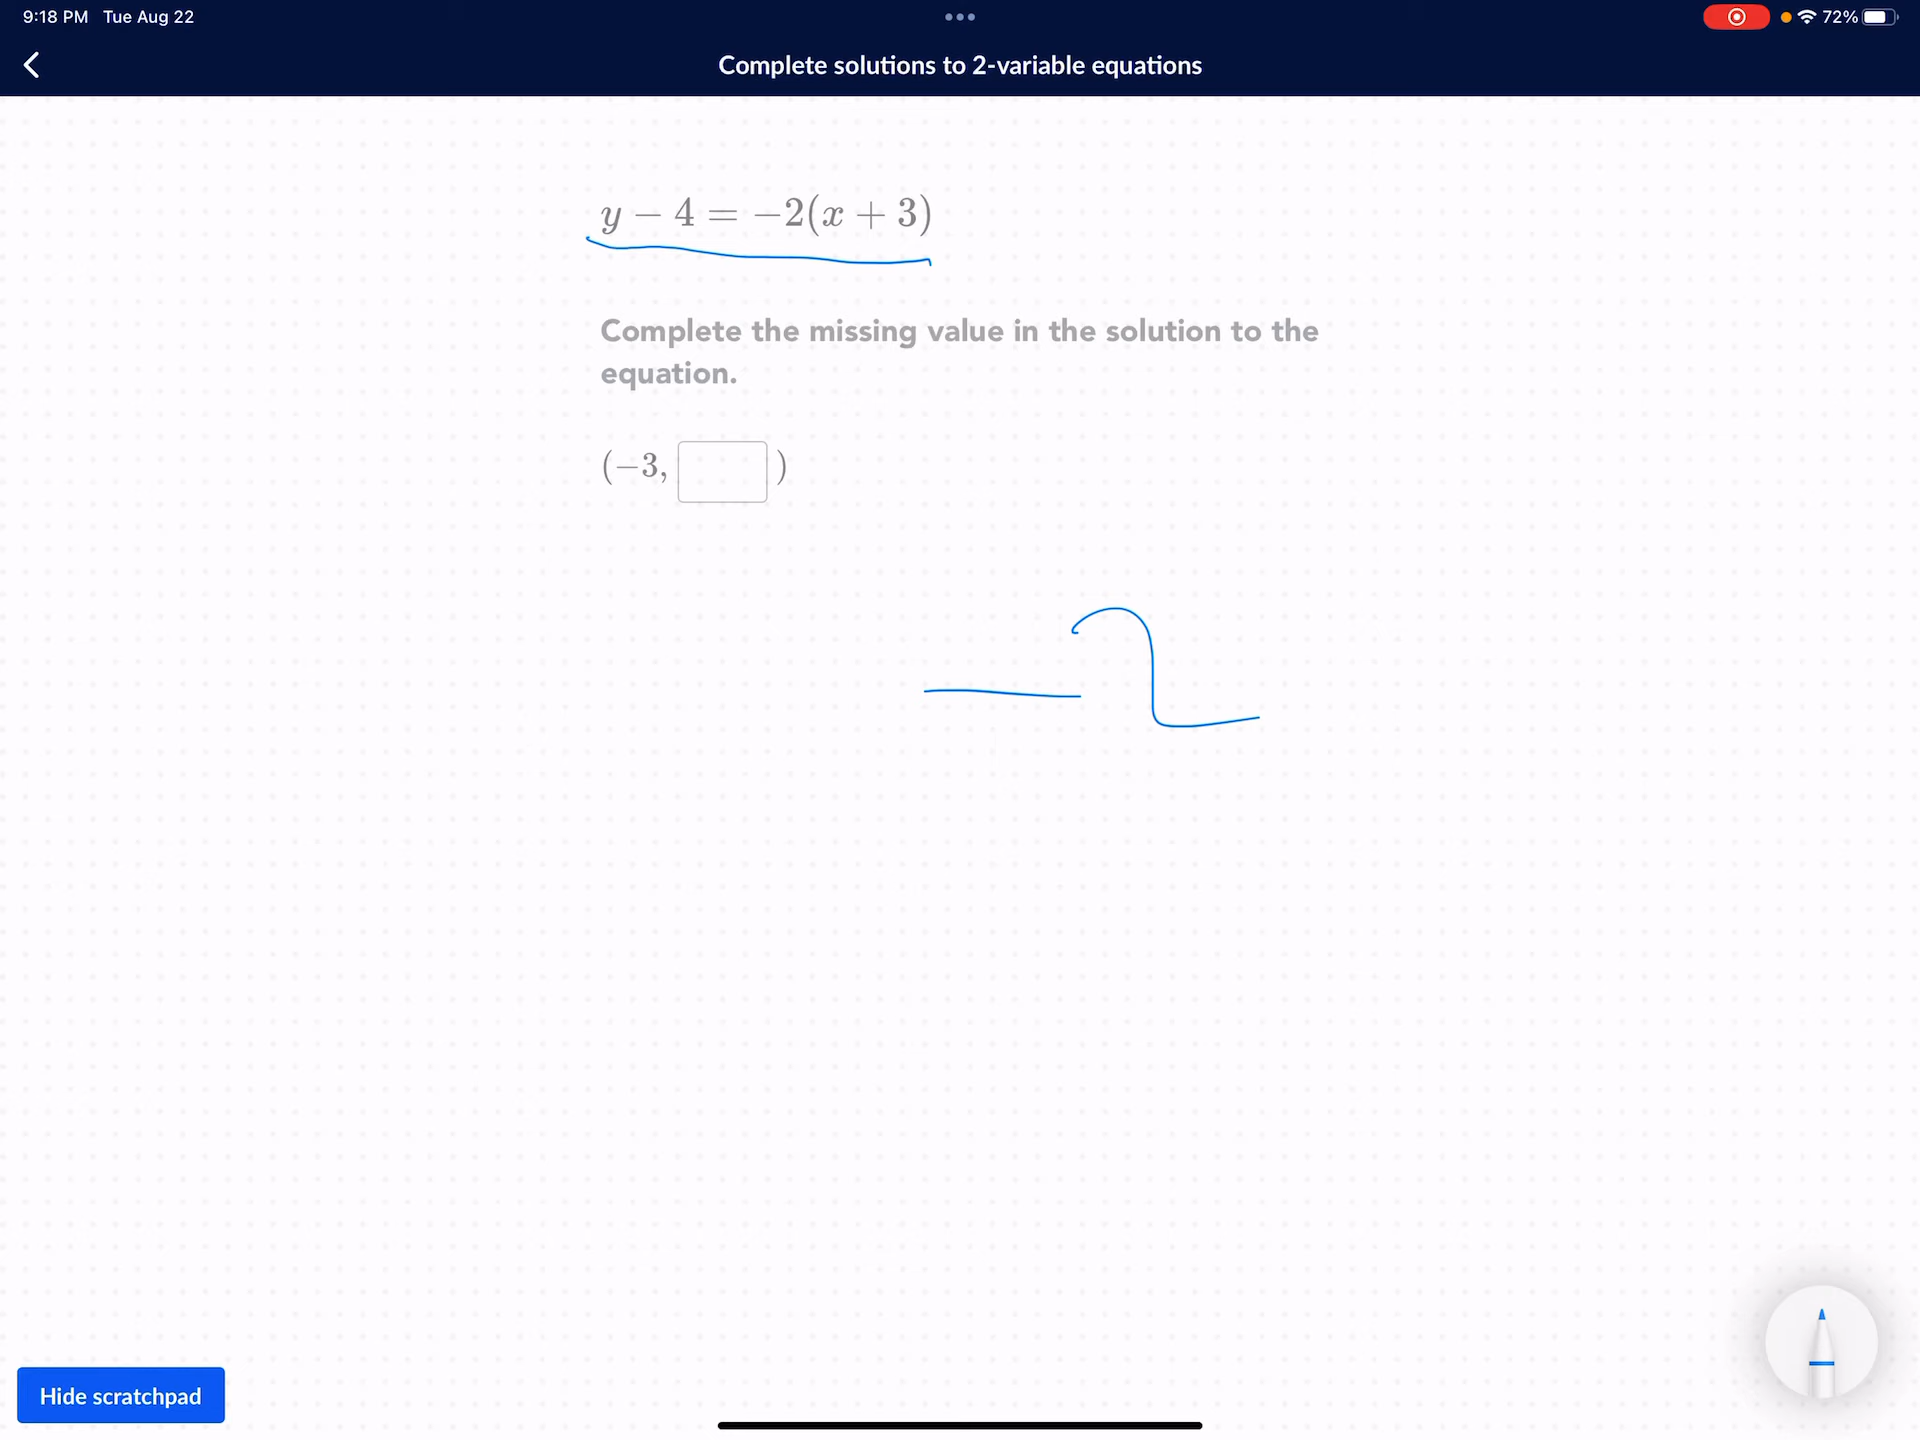 9:18 PM Tue Aug 22
72%
Complete solutions to 2-variable equations
y − 4 = −2(x + 3)
Complete the missing value in the solution to the
equation.
(−3, )
−2
Hide scratchpad